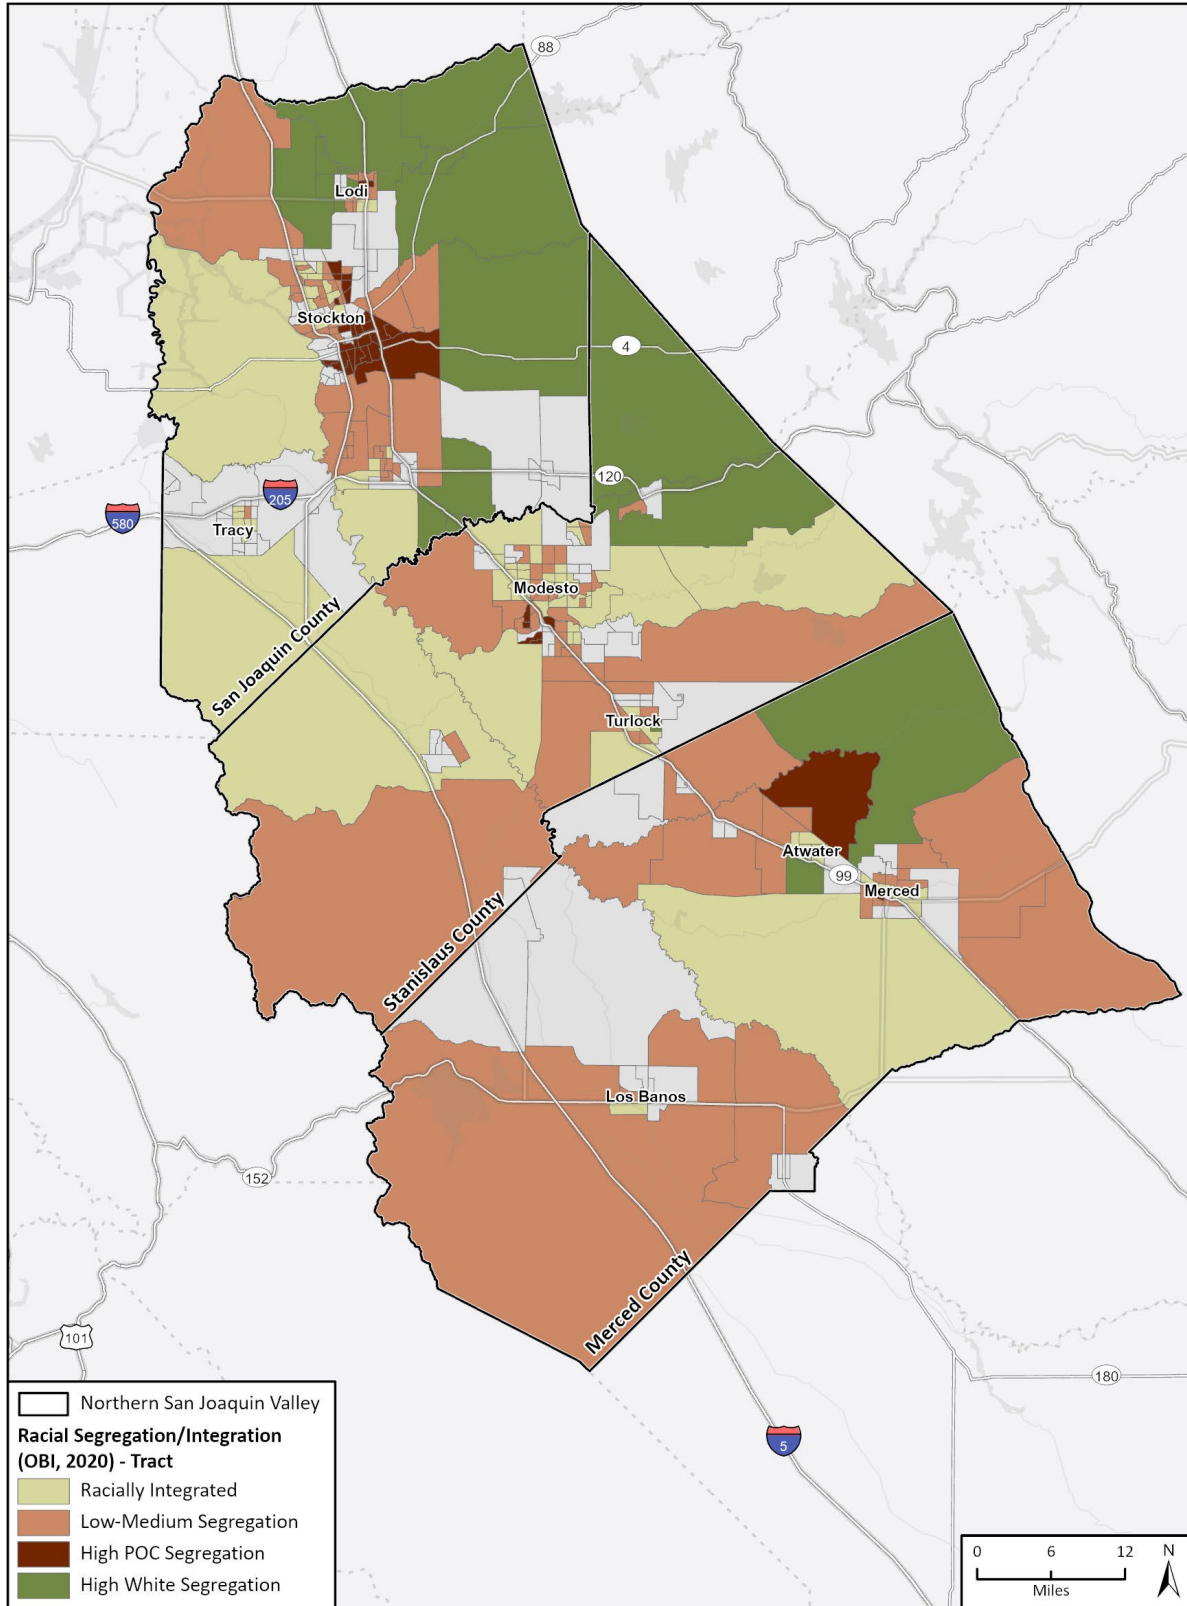 88
Lodi
Stockton
4
120
205
580
Tracy
Modesto
San Joaquin County
Turlock
Atwater
99
Merced
Stanislaus County
Los Banos
152
Merced County
101
180
5
Northern San Joaquin Valley
Racial Segregation/Integration
(OBI, 2020) - Tract
Racially Integrated
Low-Medium Segregation
High POC Segregation
High White Segregation
0 6 12
Miles
N